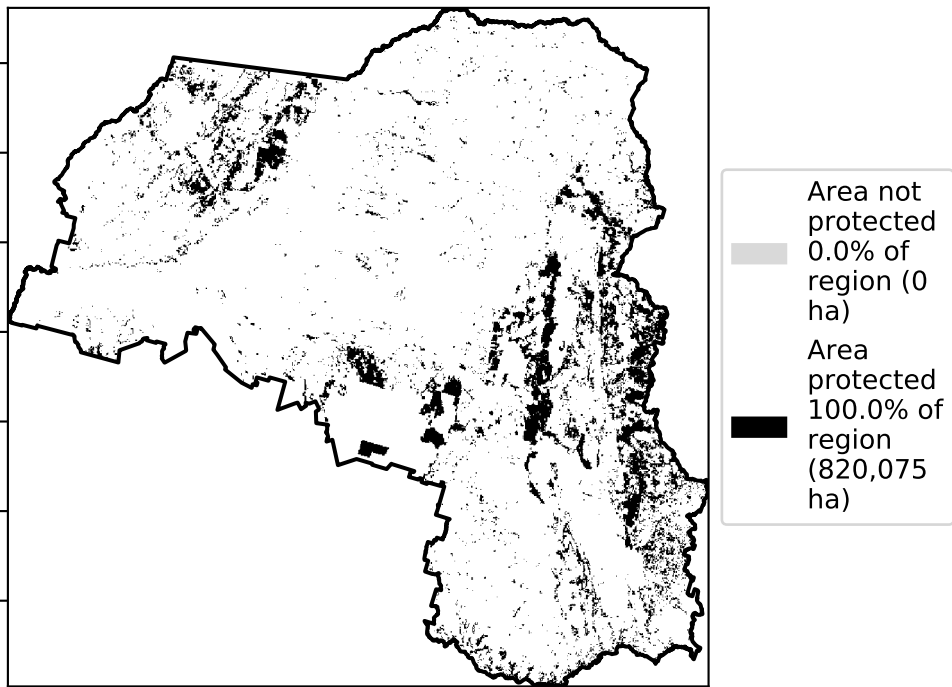 Area not
protected
0.0% of
region (0
ha)
Area
protected
100.0% of
region
(820,075
ha)